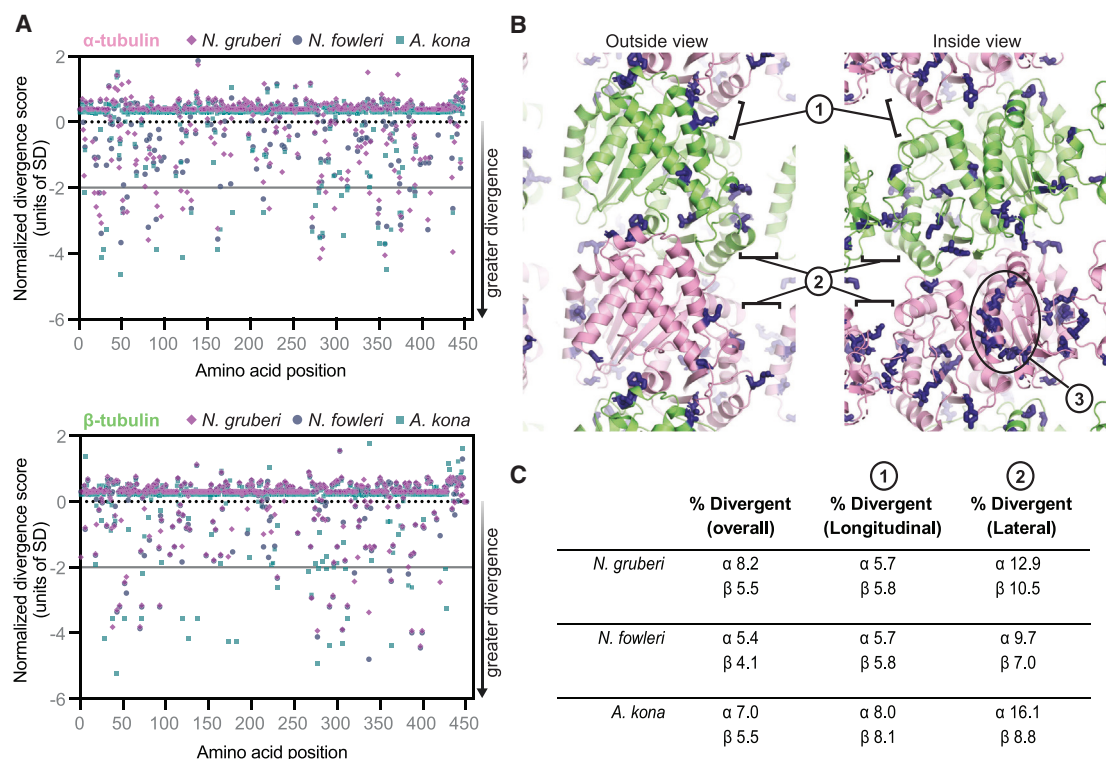 A
α-tubulin N. gruberi N. fowleri A. kona
Normalized divergence score
(units of SD)
2
0
-2
-4
-6
greater divergence
0 50 100 150 200 250 300 350 400 450
Amino acid position
β-tubulin N. gruberi N. fowleri A. kona
Normalized divergence score
(units of SD)
2
0
-2
-4
-6
greater divergence
0 50 100 150 200 250 300 350 400 450
Amino acid position
B
Outside view Inside view
1
2
3
C
1 2
% Divergent % Divergent % Divergent
(overall) (Longitudinal) (Lateral)
N. gruberi α 8.2 α 5.7 α 12.9
β 5.5 β 5.8 β 10.5
N. fowleri α 5.4 α 5.7 α 9.7
β 4.1 β 5.8 β 7.0
A. kona α 7.0 α 8.0 α 16.1
β 5.5 β 8.1 β 8.8